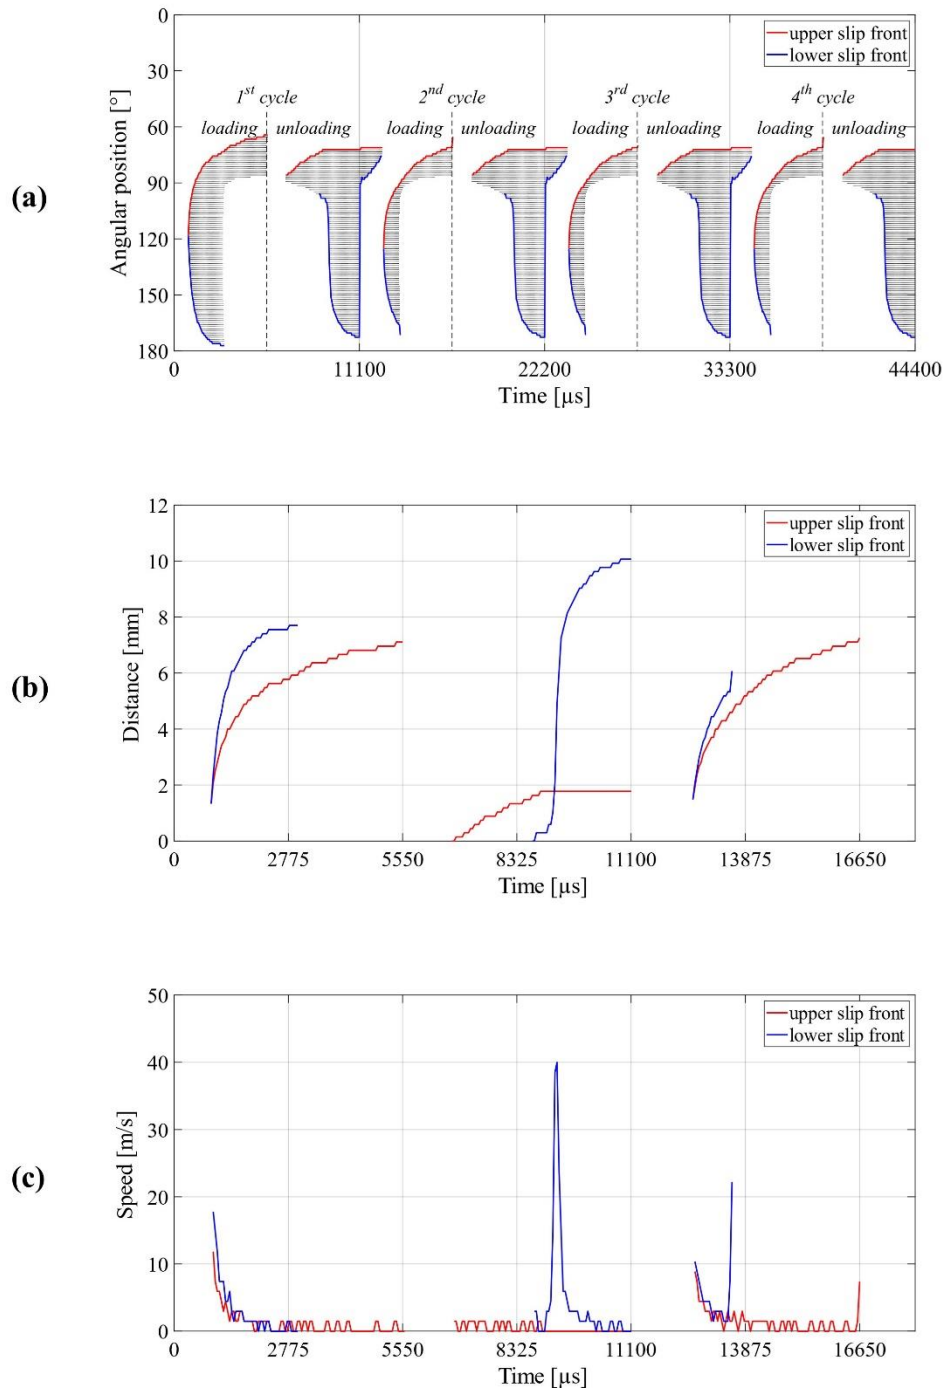 (a)
Angular position [°]
0
30
60
90
120
150
180
upper slip front
lower slip front
1st cycle
2nd cycle
3rd cycle
4th cycle
loading
unloading
loading
unloading
loading
unloading
loading
unloading
0
11100
22200
33300
44400
Time [µs]
(b)
Distance [mm]
12
10
8
6
4
2
0
upper slip front
lower slip front
0
2775
5550
8325
11100
13875
16650
Time [µs]
(c)
Speed [m/s]
50
40
30
20
10
0
upper slip front
lower slip front
0
2775
5550
8325
11100
13875
16650
Time [µs]